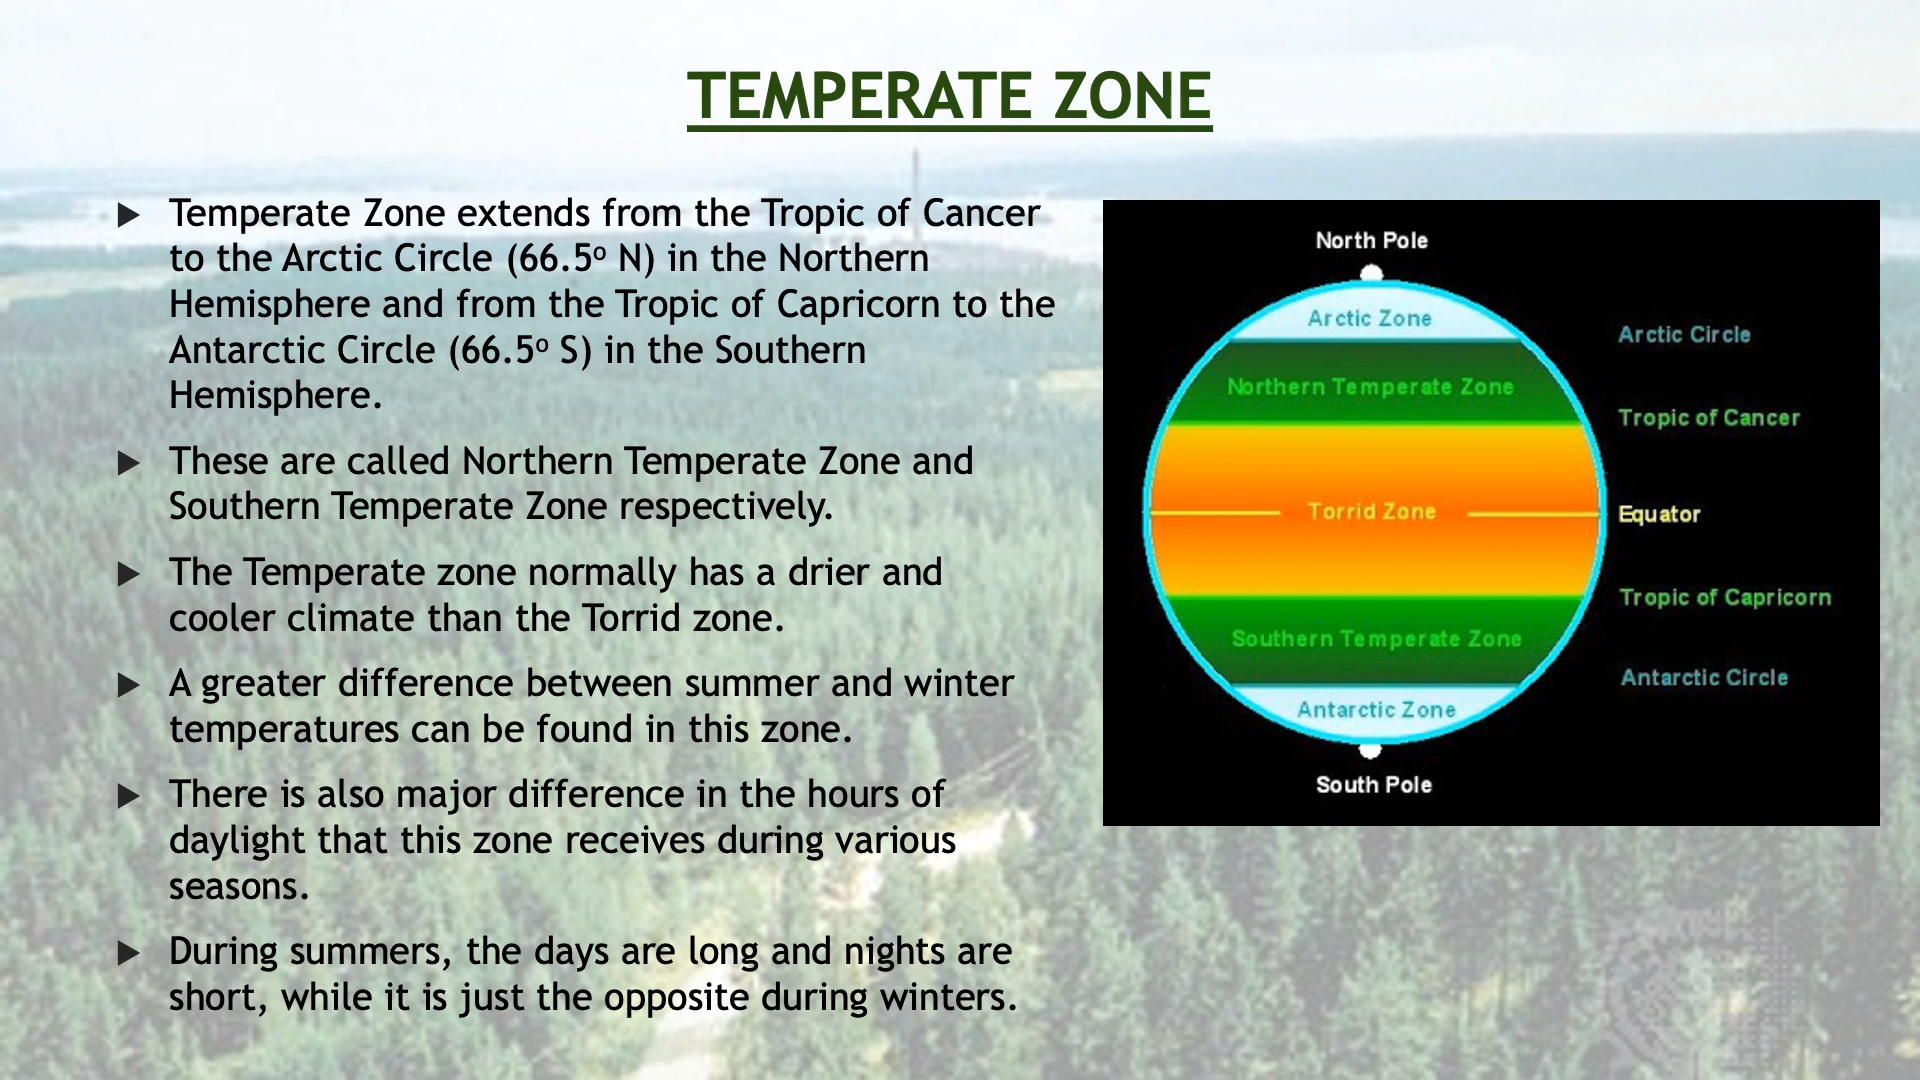 TEMPERATE ZONE
Temperate Zone extends from the Tropic of Cancer
to the Arctic Circle (66.5º N) in the Northern
Hemisphere and from the Tropic of Capricorn to the
Antarctic Circle (66.5º S) in the Southern
Hemisphere.
These are called Northern Temperate Zone and
Southern Temperate Zone respectively.
The Temperate zone normally has a drier and
cooler climate than the Torrid zone.
A greater difference between summer and winter
temperatures can be found in this zone.
There is also major difference in the hours of
daylight that this zone receives during various
seasons.
During summers, the days are long and nights are
short, while it is just the opposite during winters.
North Pole
Arctic Zone
Arctic Circle
Northern Temperate Zone
Tropic of Cancer
Torrid Zone
Equator
Tropic of Capricorn
Southern Temperate Zone
Antarctic Circle
Antarctic Zone
South Pole